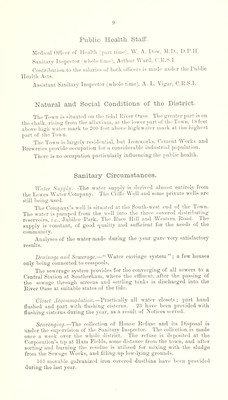 9
Public Health Staff.
Medical Officer of Health (part time), W. A. Dow, M.D., D.P.H.
Sanitary Inspector (whole time), Arthur Ward, C.R.S.I.
Contribution to the salaries of both officers is made under the Public
Health Acts.
Assistant Sanitary Inspector (whole time), A. L. Vigar, C.R.S.I.
Natural and Social Conditions of the District.
The Town is situated on the tidal River Ouse. The greater part is on
the chalk, rising from the alluvium, at the lower part of the Town, 18 feet
above high water mark to 200 feet above high water mark at the highest
part of the Town.
The Town is largely residential, but Ironworks, Cement Works and
Breweries provide occupation for a considerable industrial population.
There is no occupation particularly influencing the public health.
Sanitary Circumstances.
Water Supply.—The water supply is derived almost entirely from
the Lewes Water Company. The Cliffe Well and some private wells are
still being used.
The Company's well is situated at the South-west end of the Town.
The water is pumped from the well into the three covered distributing
reservoirs, i.e., Jubilee Park, The Race Hill and Western Road. The
supply is constant, of good quality and sufficient for the needs of the
community.
Analyses of the water made during the year gave very satisfactory
results.
Drainage and Sewerage.—" Water carriage system "; a few houses
only being connected to cesspools.
The sewerage system provides for the converging of all sewers to a
Central Station at Southerham, where the effluent, after the passing of
the sewage through screens and settling tanks is discharged into the
River Ouse at suitable states of the tide.
Closet Accommodation.—Practically all water closets; part hand
flushed and part with flushing cisterns. 23 have been provided with
flushing cisterns during the year, as a result of Notices served.
Scavenging.—The collection of House Refuse and its Disposal is
under the supervision of the Sanitary Inspector. The collection is made
once a week over the whole district. The refuse is deposited at the
Corporation's tip at Ham Fields, some distance from the town, and after
sorting and burning the residue is utilised for mixing with the sludge
from the Sewage Works, and filling up low-lying grounds.
185 movable galvanized iron covered dustbins have been provided
during the last year.